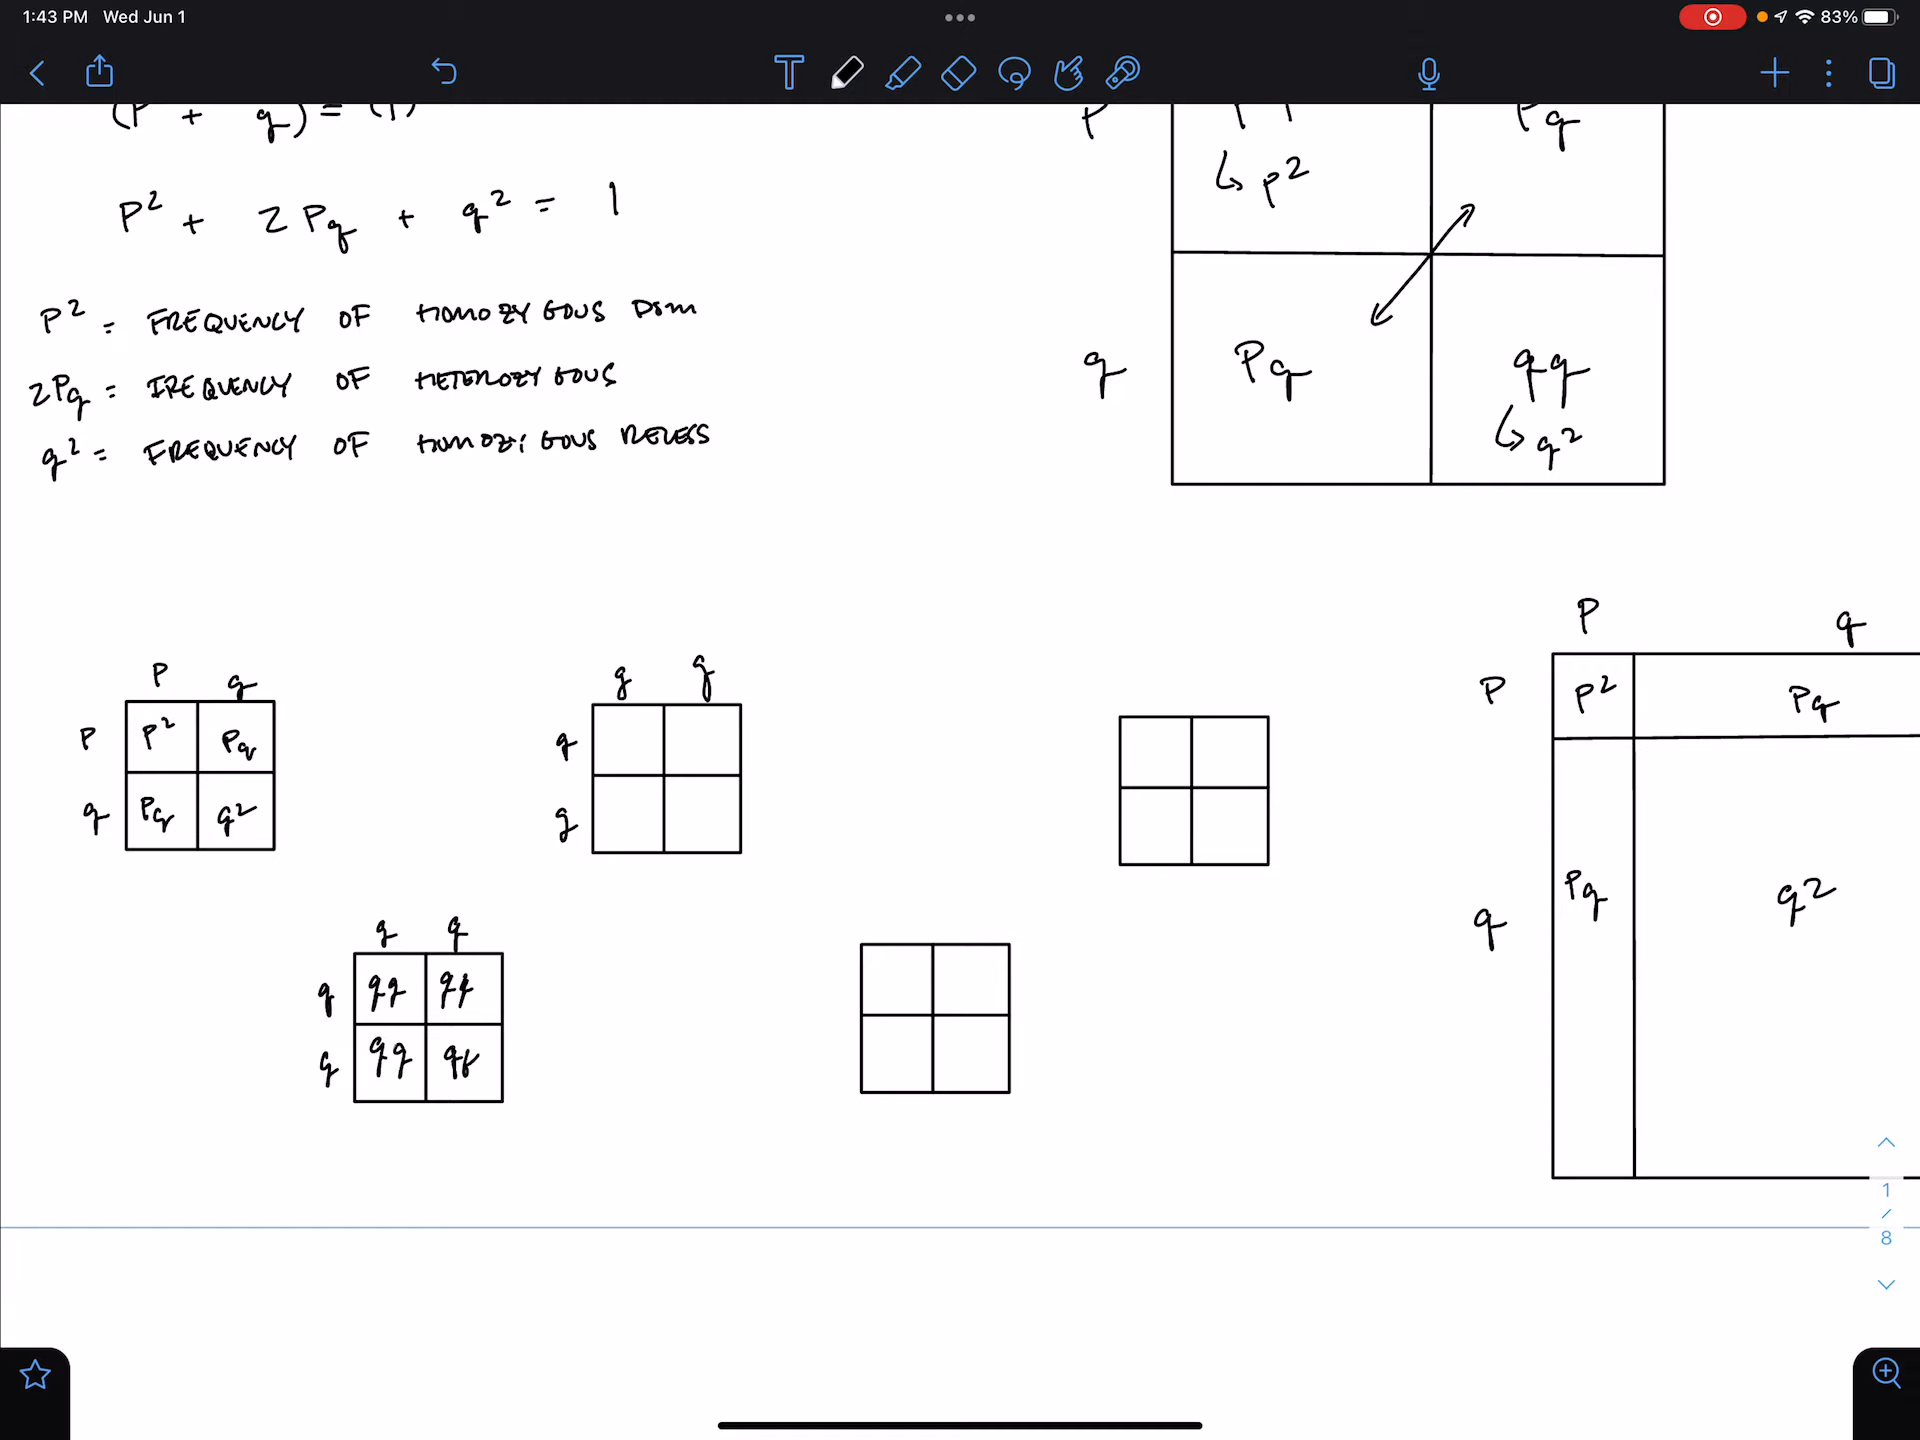 1:43 PM Wed Jun 1
83%
T
(P + q) = (1)
P² + 2Pq + q² = 1
P² = FREQUENCY OF HOMOZYGOUS DOM
2Pq = FREQUENCY OF HETEROZYGOUS
q² = FREQUENCY OF HOMOZYGOUS RECESS
P Pq
↳ P²
q Pq qq
↳ q²
P q
P P² Pq
q Pq q²
q q
q
q
q q
q qq qq
q qq qq
P q
P P² Pq
q Pq q²
1
/
8